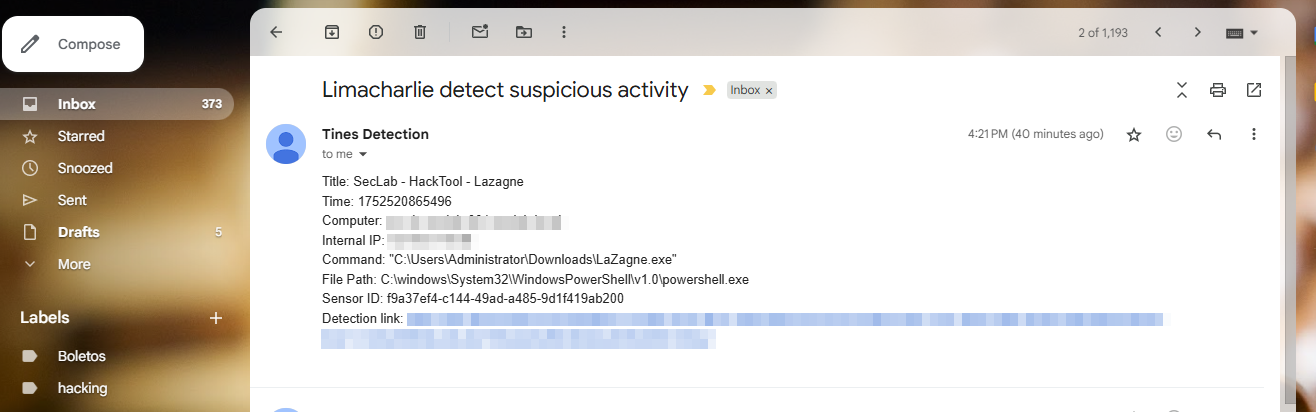 Compose
2 of 1,193
Inbox 373
Starred
Snoozed
Sent
Drafts 5
More
Labels
Boletos
hacking
Limacharlie detect suspicious activity
Inbox ×
Tines Detection
4:21 PM (40 minutes ago)
to me
Title: SecLab - HackTool - Lazagne
Time: 1752520865496
Computer:
Internal IP:
Command: "C:\Users\Administrator\Downloads\LaZagne.exe"
File Path: C:\windows\System32\WindowsPowerShell\v1.0\powershell.exe
Sensor ID: f9a37ef4-c144-49ad-a485-9d1f419ab200
Detection link: